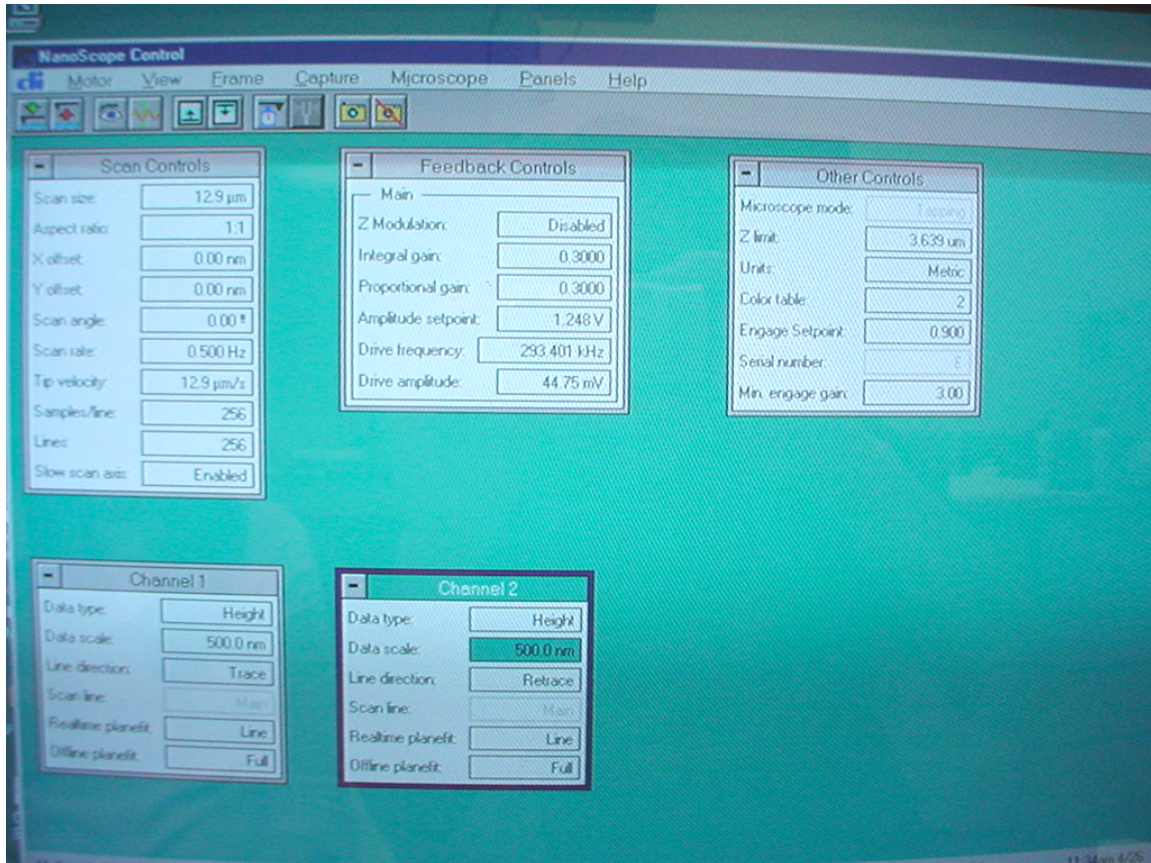 NanoScope Control
di Motor View Frame Capture Microscope Panels Help
Scan Controls
Scan size: 12.9 µm
Aspect ratio: 1:1
X offset: 0.00 nm
Y offset: 0.00 nm
Scan angle: 0.00 °
Scan rate: 0.500 Hz
Tip velocity: 12.9 µm/s
Samples/line: 256
Lines: 256
Slow scan axis: Enabled
Feedback Controls
Main
Z Modulation: Disabled
Integral gain: 0.3000
Proportional gain: 0.3000
Amplitude setpoint: 1.248 V
Drive frequency: 293.401 kHz
Drive amplitude: 44.75 mV
Other Controls
Microscope mode: Tapping
Z limit: 3.639 um
Units: Metric
Color table: 2
Engage Setpoint: 0.900
Serial number: E
Min. engage gain: 3.00
Channel 1
Data type: Height
Data scale: 500.0 nm
Line direction: Trace
Scan line: Main
Realtime planefit: Line
Offline planefit: Full
Channel 2
Data type: Height
Data scale: 500.0 nm
Line direction: Retrace
Scan line: Main
Realtime planefit: Line
Offline planefit: Full
11:34am 4/26